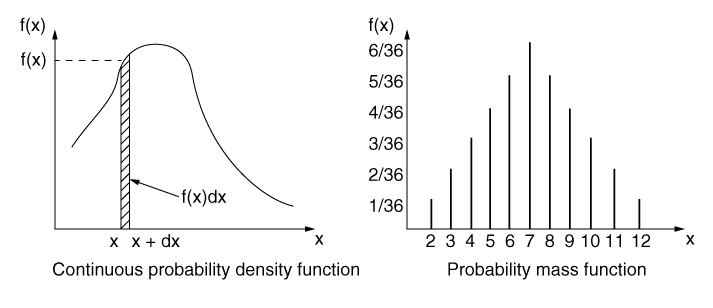 f(x)
f(x)
f(x)dx
x
x + dx
x
Continuous probability density function
f(x)
6/36
5/36
4/36
3/36
2/36
1/36
2 3 4 5 6 7 8 9 10 11 12
x
Probability mass function